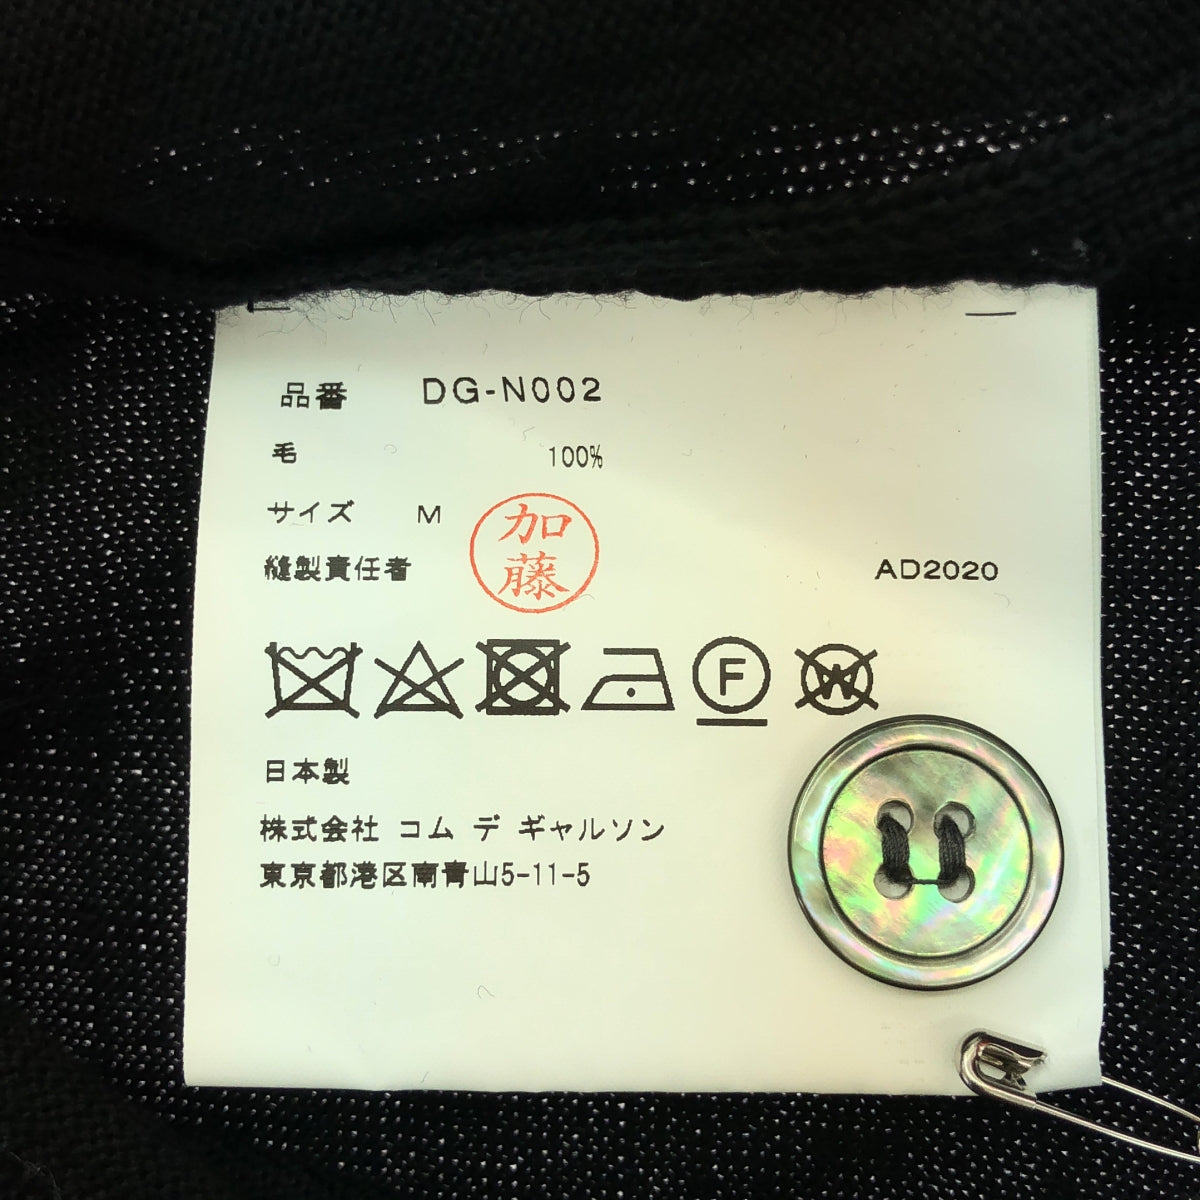 品番 DG-N002
毛 100%
サイズ M
加藤
縫製責任者 AD2020
F W
日本製
株式会社 コム デ ギャルソン
東京都港区南青山5-11-5